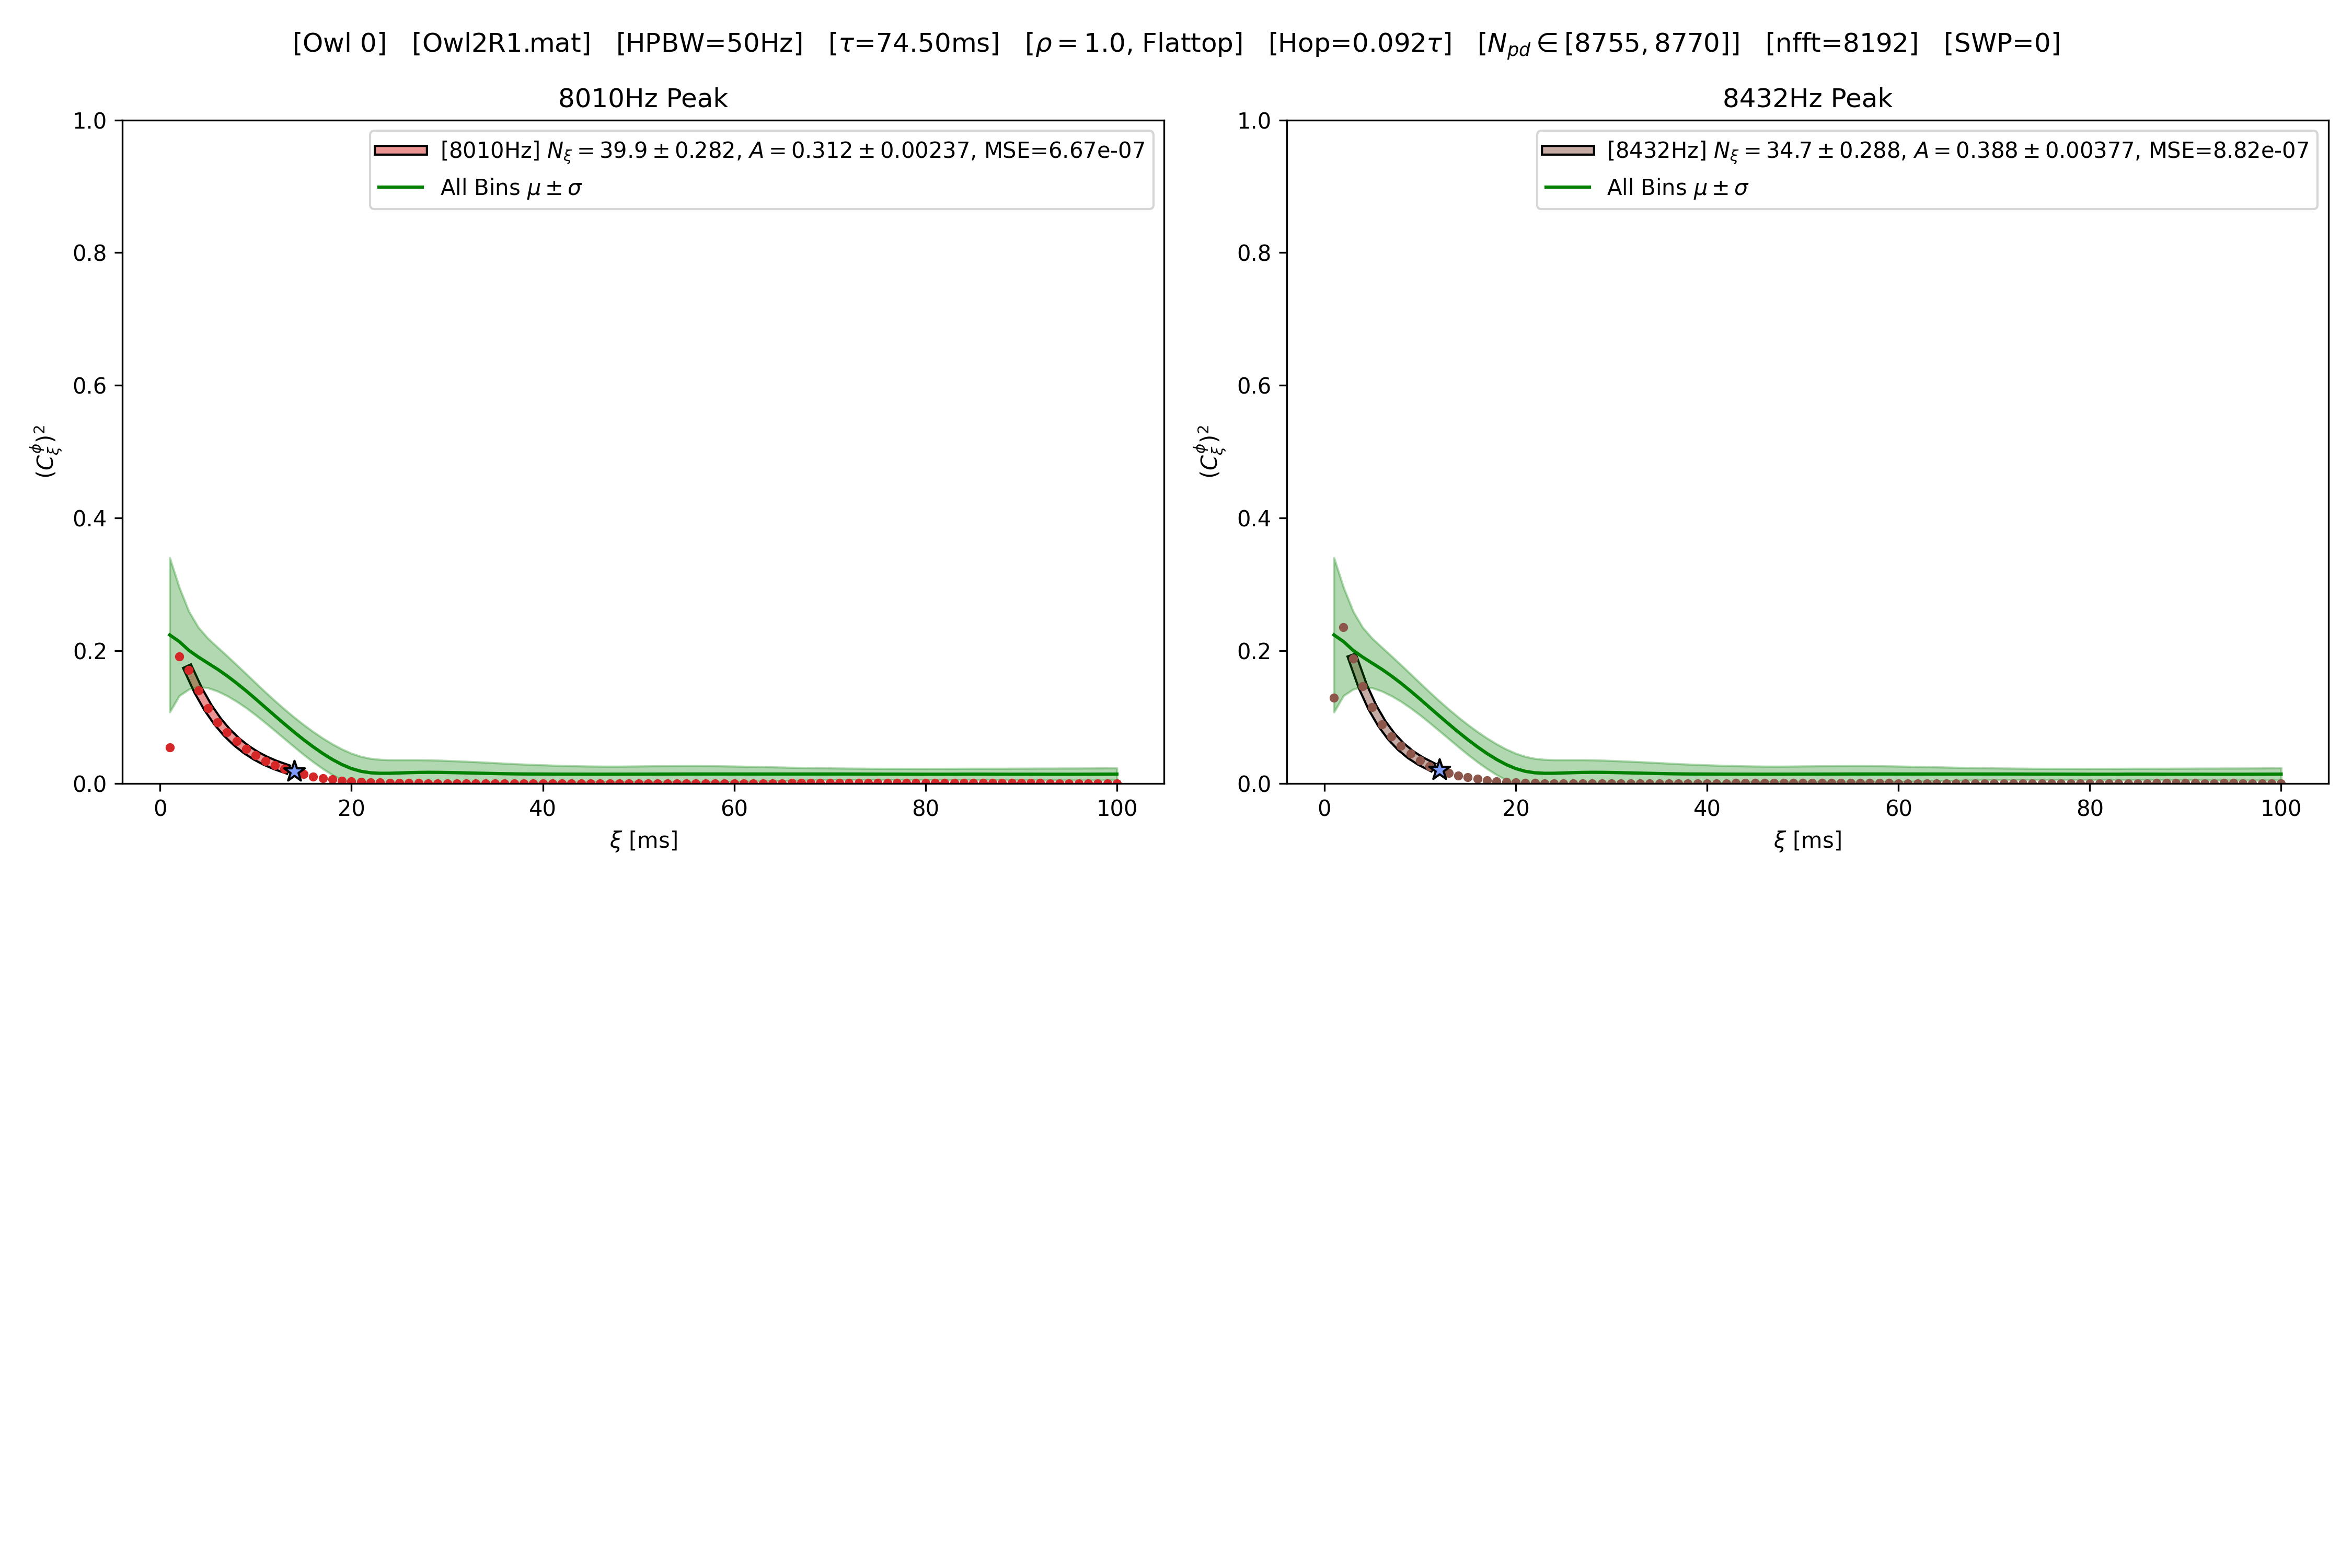 [Owl 0] [Owl2R1.mat] [HPBW=50Hz] [τ=74.50ms] [ρ = 1.0, Flattop] [Hop=0.092τ] [N_{pd} ∈ [8755, 8770]] [nfft=8192] [SWP=0]
8010Hz Peak
[8010Hz] N_ξ = 39.9 ± 0.282, A = 0.312 ± 0.00237, MSE=6.67e-07
All Bins μ ± σ
1.0
0.8
0.6
0.4
0.2
0.0
(C_ξ^ϕ)^2
0 20 40 60 80 100
ξ [ms]
8432Hz Peak
[8432Hz] N_ξ = 34.7 ± 0.288, A = 0.388 ± 0.00377, MSE=8.82e-07
All Bins μ ± σ
1.0
0.8
0.6
0.4
0.2
0.0
(C_ξ^ϕ)^2
0 20 40 60 80 100
ξ [ms]